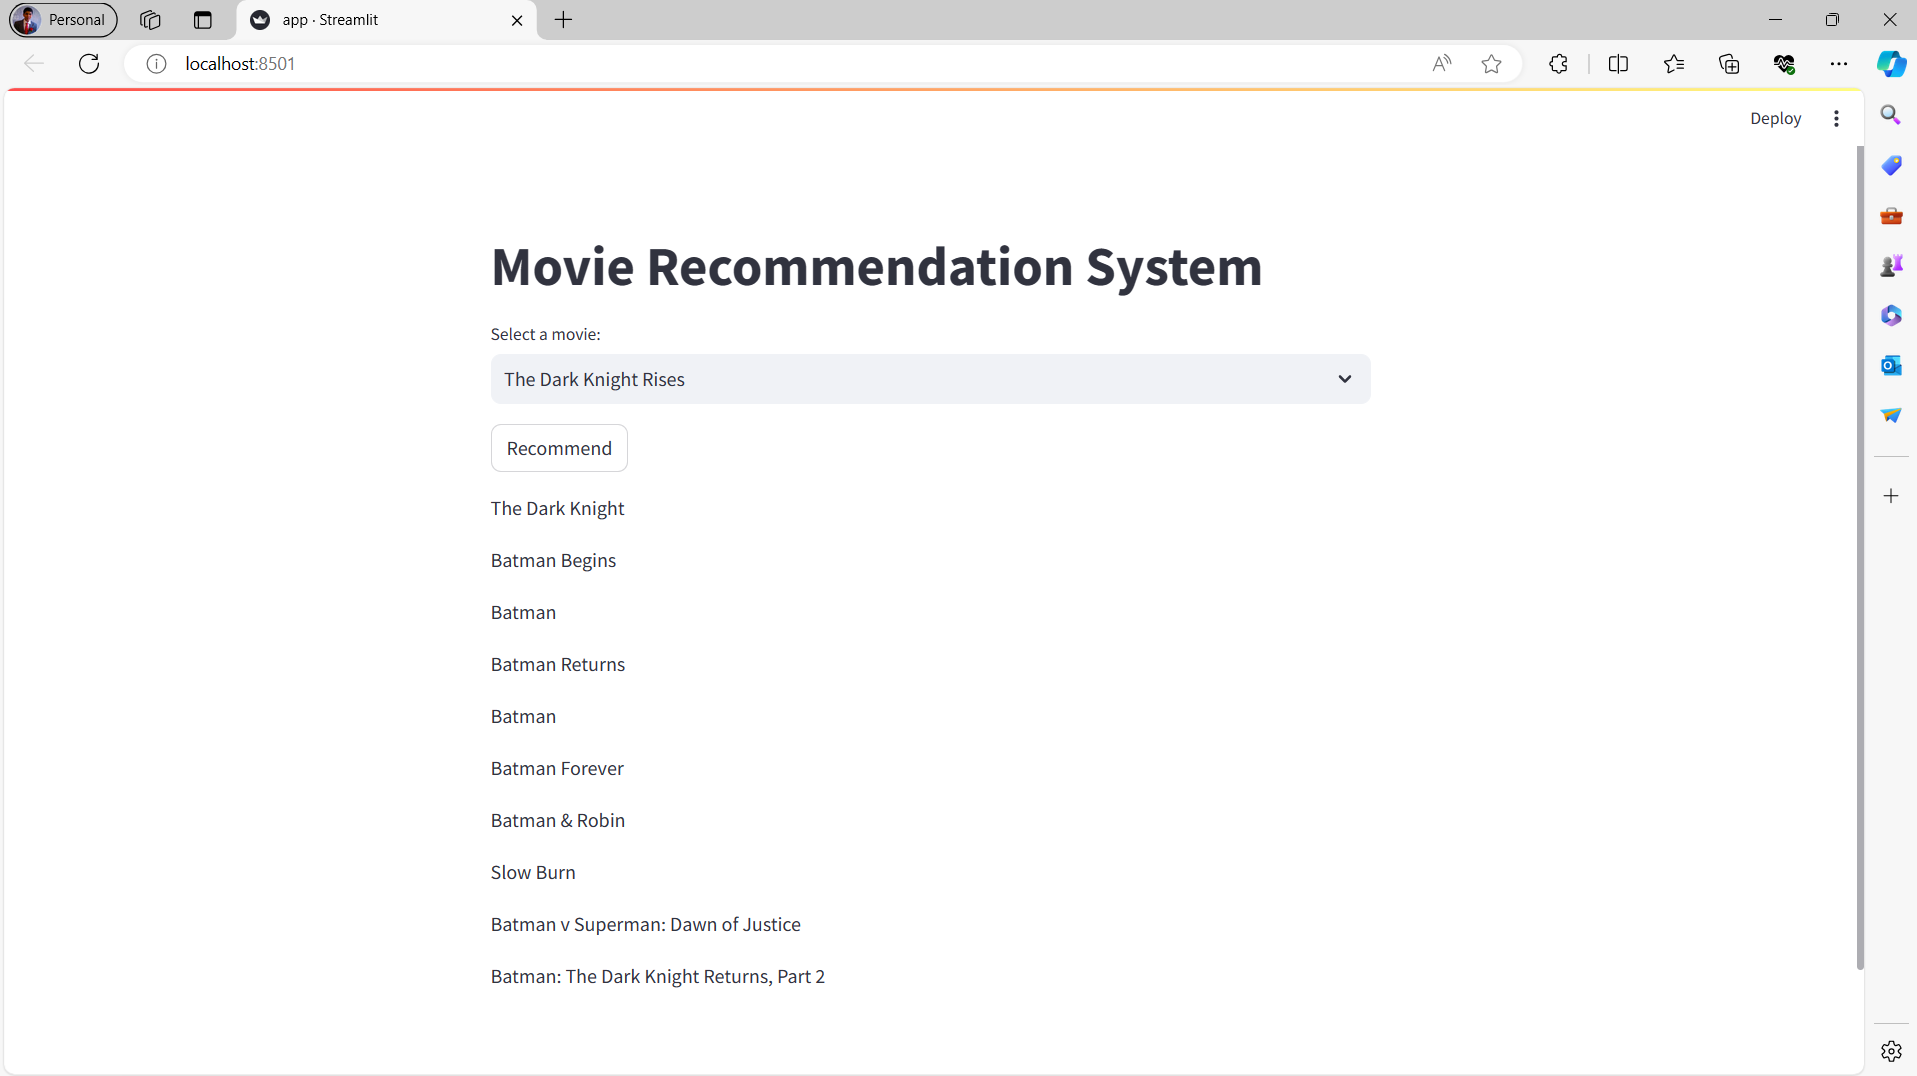 Personal
app · Streamlit
localhost:8501
Deploy
Movie Recommendation System
Select a movie:
The Dark Knight Rises
Recommend
The Dark Knight
Batman Begins
Batman
Batman Returns
Batman
Batman Forever
Batman & Robin
Slow Burn
Batman v Superman: Dawn of Justice
Batman: The Dark Knight Returns, Part 2